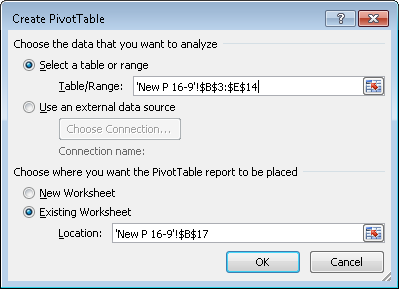 Create PivotTable
Choose the data that you want to analyze
Select a table or range
Table/Range: 'New P 16-9'!$B$3:$E$14
Use an external data source
Choose Connection...
Connection name:
Choose where you want the PivotTable report to be placed
New Worksheet
Existing Worksheet
Location: 'New P 16-9'!$B$17
OK Cancel